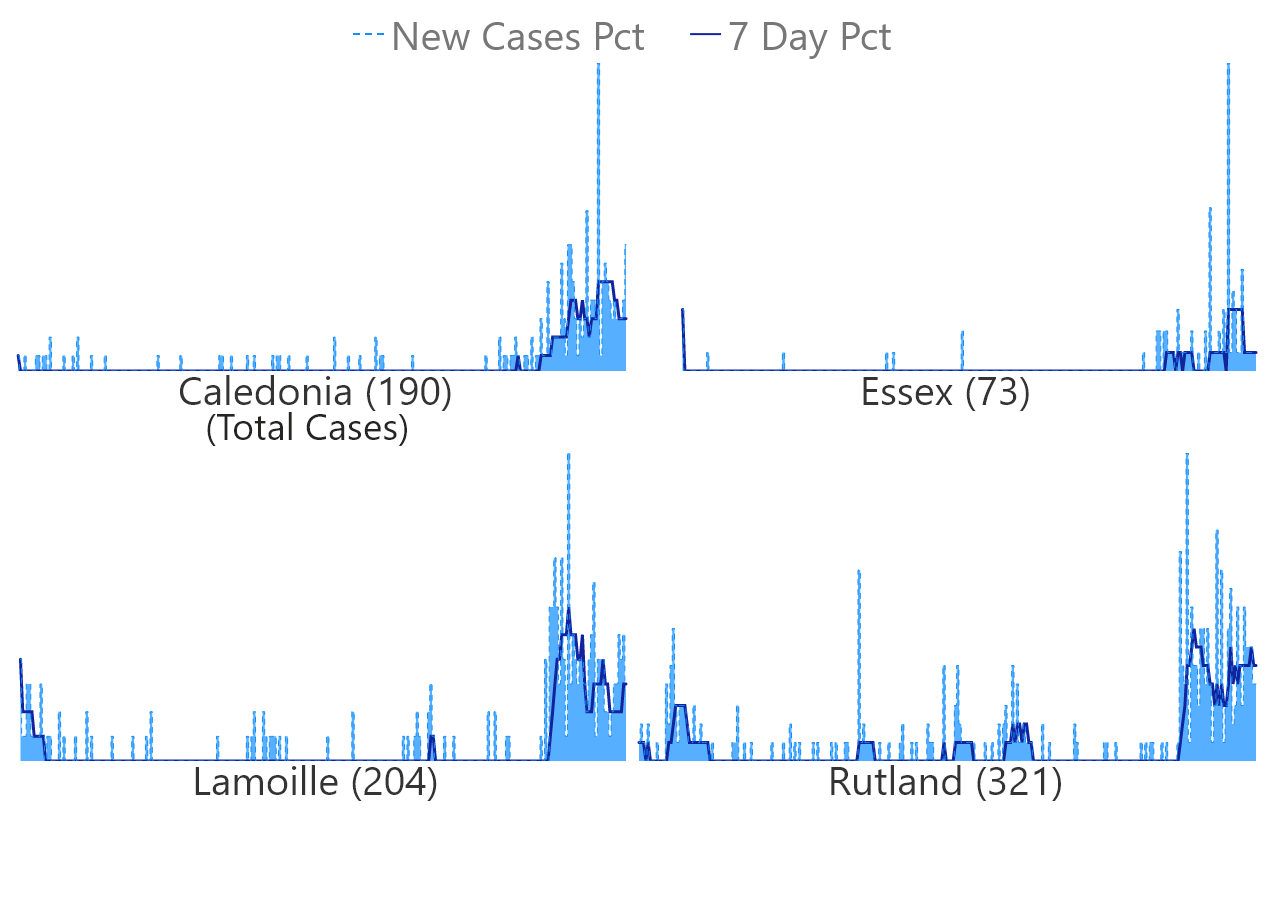 New Cases Pct 7 Day Pct
Caledonia (190)
(Total Cases)
Essex (73)
Lamoille (204)
Rutland (321)